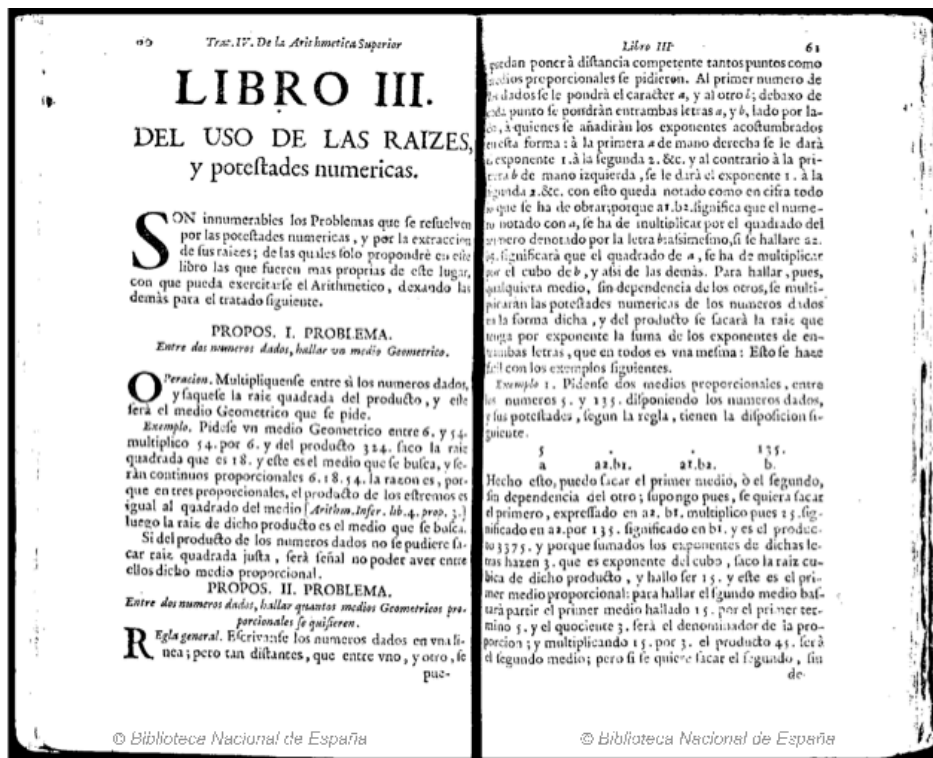 Trat.IV. De la Arithmetica Superior
LIBRO III.
DEL USO DE LAS RAIZES,
y poteſtades numericas.
SON innumerables los Problemas que ſe reſuelven
por las poteſtades numericas, y por la extraccion
de ſus raizes; de las quales ſolo propondrè en eſte
libro las que fueren mas proprias de eſte lugar,
con que pueda exercitarſe el Arithmetico, dexando las
demàs para el tratado ſiguiente.
PROPOS. I. PROBLEMA.
Entre dos numeros dados, hallar vn medio Geometrico.
OPeracion. Multipliquenſe entre sì los numeros dados,
y ſaqueſe la raiz quadrada del producto, y eſte
ſerà el medio Geometrico que ſe pide.
Exemplo. Pideſe vn medio Geometrico entre 6. y 54.
multiplico 54. por 6. y del producto 324. ſaco la raiz
quadrada que es 18. y eſte es el medio que ſe buſca, y ſe-
ràn continuos proporcionales 6. 18. 54. la razon es, por-
que en tres proporcionales, el producto de los eſtremos es
igual al quadrado del medio [Arithm.Infer. lib.4. prop. 3.]
luego la raiz de dicho producto es el medio que ſe buſca.
Si del producto de los numeros dados no ſe pudiere ſa-
car raiz quadrada juſta, ſerà ſeñal no poder aver entre
ellos dicho medio proporcional.
PROPOS. II. PROBLEMA.
Entre dos numeros dados, hallar quantos medios Geometricos pro-
porcionales ſe quiſieren.
REgla general. Eſcrivanſe los numeros dados en vna li-
nea; pero tan diſtantes, que entre vno, y otro, ſe
pue-
© Biblioteca Nacional de España
Libro III. 61
puedan poner à diſtancia competente tantos puntos como
medios proporcionales ſe pidieron. Al primer numero de
los dados ſe le pondrà el caracter a, y al otro b; debaxo de
cada punto ſe pondràn entrambas letras a, y b, lado por la-
do, à quienes ſe añadiràn los exponentes acoſtumbrados
en eſta forma: à la primera a de mano derecha ſe le darà
exponente 1. à la ſegunda 2. &c. y al contrario à la pri-
mera b de mano izquierda, ſe le darà el exponente 1. à la
ſegunda 2. &c. con eſto queda notado como en cifra todo
lo que ſe ha de obrar; porque a1.b2. ſignifica que el nume-
ro notado con a, ſe ha de multiplicar por el quadrado del
numero denotado por la letra b: aſsimeſmo, ſi ſe hallare a2.
ſignificarà que el quadrado de a, ſe ha de multiplicar
por el cubo de b, y aſsi de las demàs. Para hallar, pues,
qualquiera medio, ſin dependencia de los otros, ſe multi-
plicaràn las poteſtades numericas de los numeros dados
en la forma dicha, y del producto ſe ſacarà la raiz que
tenga por exponente la ſuma de los exponentes de en-
trambas letras, que en todos es vna meſma: Eſto ſe haze
facil con los exemplos ſiguientes.
Exemplo 1. Pidenſe dos medios proporcionales, entre
los numeros 5. y 135. diſponiendo los numeros dados,
y ſus poteſtades, ſegun la regla, tienen la diſpoſicion ſi-
guiente.
5 . . 135.
a a2.b1. a1.b2. b.
Hecho eſto, puedo ſacar el primer medio, ò el ſegundo,
ſin dependencia del otro; ſupongo pues, ſe quiera ſacar
el primero, expreſſado en a2. b1. multiplico pues 25. ſig-
nificado en a2. por 135. ſignificado en b1. y es el produc-
to 3375. y porque ſumados los exponentes de dichas le-
tras hazen 3. que es exponente del cubo, ſaco la raiz cu-
bica de dicho producto, y hallo ſer 15. y eſte es el pri-
mer medio proporcional: para hallar el ſgundo medio baſ-
tarà partir el primer medio hallado 15. por el primer ter-
mino 5. y el quociente 3. ſerà el denominador de la pro-
porcion; y multiplicando 15. por 3. el producto 45. ſerà
el ſegundo medio; pero ſi ſe quiere ſacar el ſegundo, ſin
de-
© Biblioteca Nacional de España